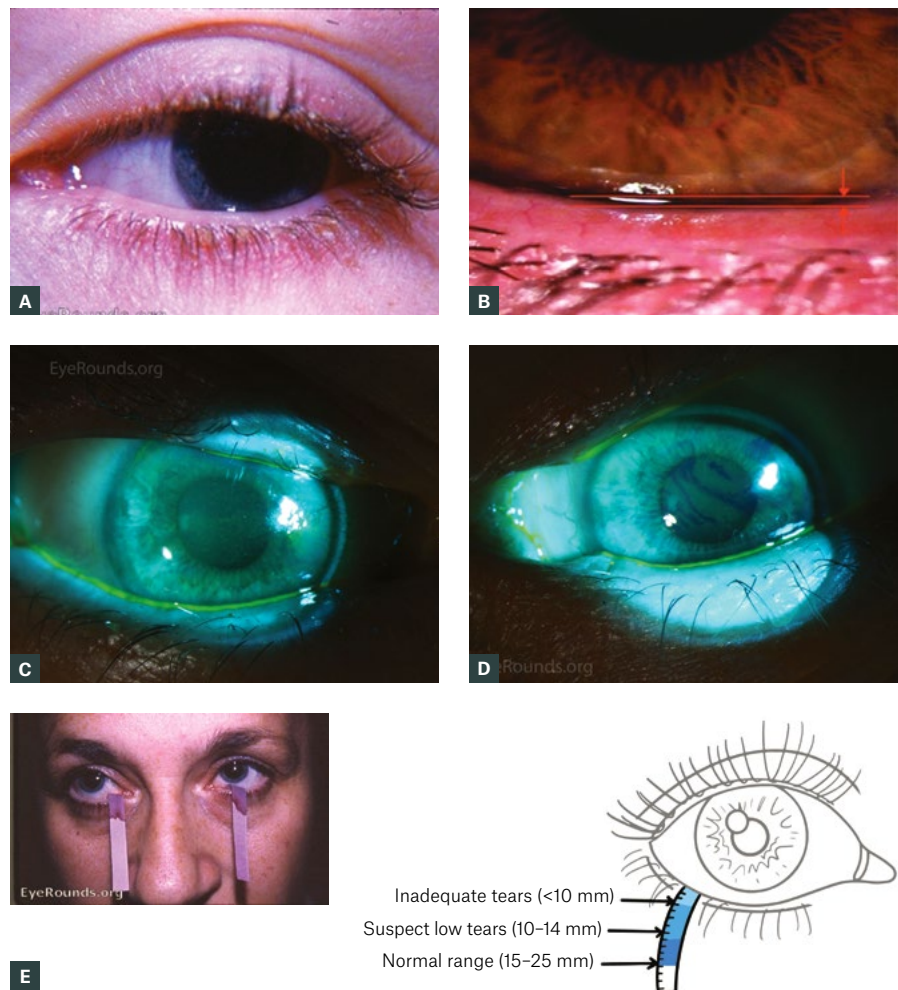 A
B
EyeRounds.org
C
D
Rounds.org
EyeRounds.org
E
Inadequate tears (<10 mm)
Suspect low tears (10–14 mm)
Normal range (15–25 mm)